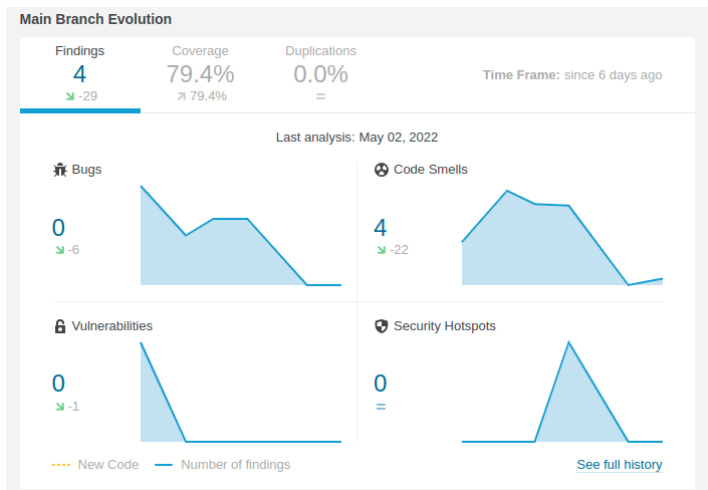 Main Branch Evolution
Findings Coverage Duplications
4 79.4% 0.0%
-29 79.4% =
Time Frame: since 6 days ago
Last analysis: May 02, 2022
Bugs
0
-6
Code Smells
4
-22
Vulnerabilities
0
-1
Security Hotspots
0
=
New Code Number of findings
See full history